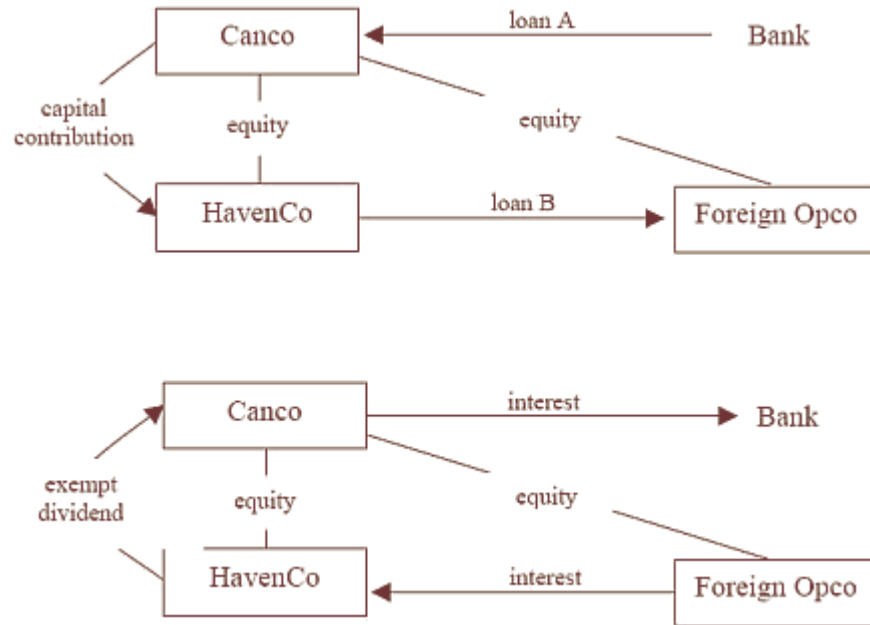 Canco
loan A
Bank
capital
contribution
equity
equity
HavenCo
loan B
Foreign Opco
Canco
interest
Bank
exempt
dividend
equity
equity
HavenCo
interest
Foreign Opco